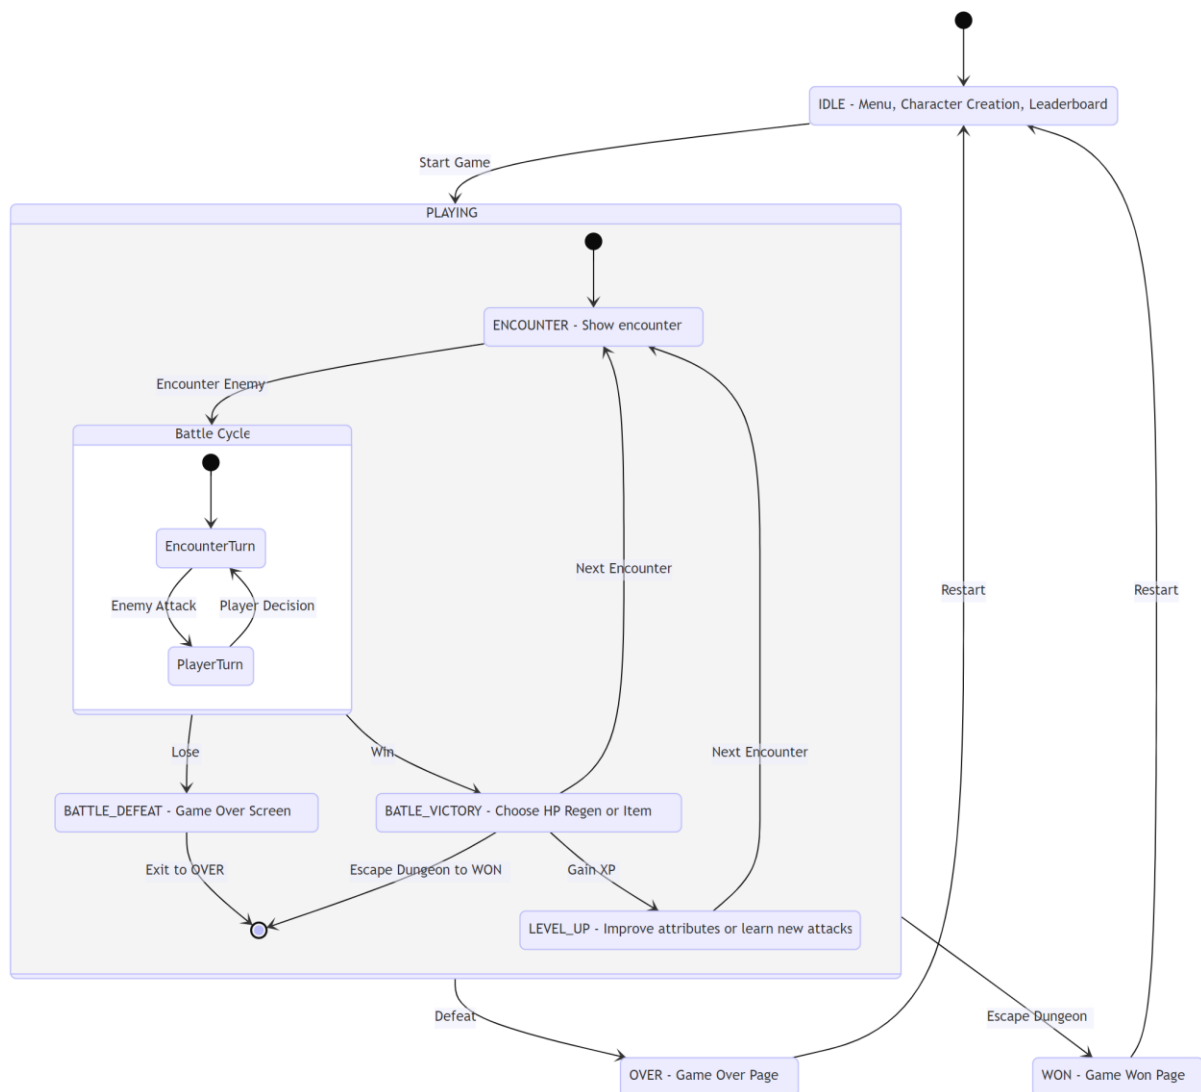 IDLE - Menu, Character Creation, Leaderboard
Start Game
PLAYING
ENCOUNTER - Show encounter
Encounter Enemy
Battle Cycle
EncounterTurn
Enemy Attack
Player Decision
PlayerTurn
Next Encounter
Restart
Restart
Lose
Win
Next Encounter
BATTLE_DEFEAT - Game Over Screen
BATLE_VICTORY - Choose HP Regen or Item
Exit to OVER
Escape Dungeon to WON
Gain XP
LEVEL_UP - Improve attributes or learn new attacks
Defeat
Escape Dungeon
OVER - Game Over Page
WON - Game Won Page